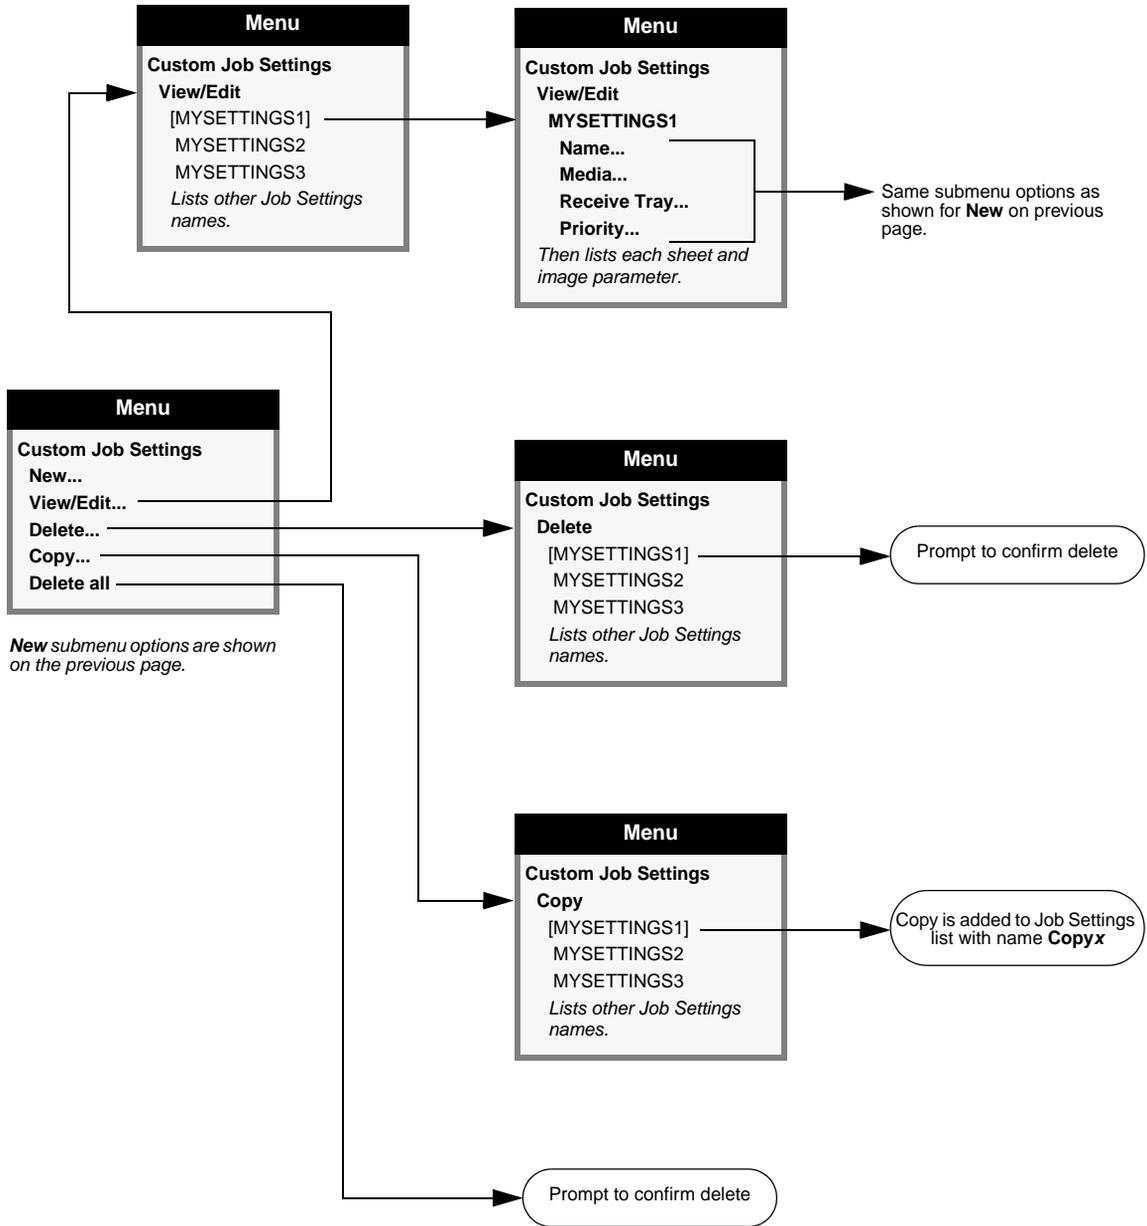 Menu
Custom Job Settings
View/Edit
[MYSETTINGS1]
MYSETTINGS2
MYSETTINGS3
Lists other Job Settings
names.
Menu
Custom Job Settings
View/Edit
MYSETTINGS1
Name...
Media...
Receive Tray...
Priority...
Then lists each sheet and
image parameter.
Same submenu options as
shown for New on previous
page.
Menu
Custom Job Settings
New...
View/Edit...
Delete...
Copy...
Delete all
New submenu options are shown
on the previous page.
Menu
Custom Job Settings
Delete
[MYSETTINGS1]
MYSETTINGS2
MYSETTINGS3
Lists other Job Settings
names.
Prompt to confirm delete
Menu
Custom Job Settings
Copy
[MYSETTINGS1]
MYSETTINGS2
MYSETTINGS3
Lists other Job Settings
names.
Copy is added to Job Settings
list with name Copyx
Prompt to confirm delete